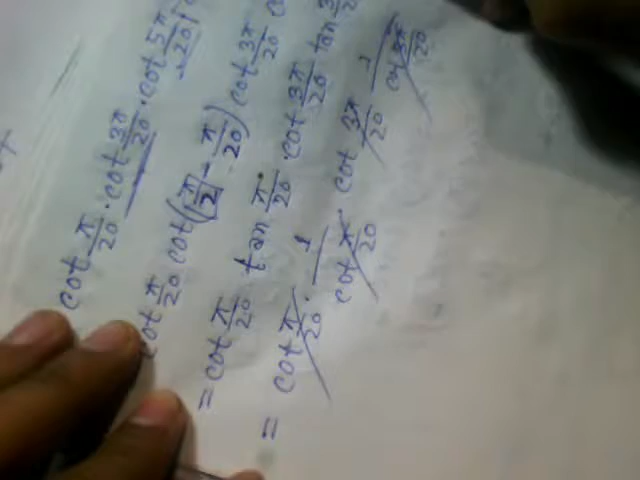 cot π/20 · cot 3π/20 · cot 5π/20
cot π/20 cot(π/2 - π/20) cot 3π/20
= cot π/20 tan π/20 · cot 3π/20 tan
= cot π/20 · 1/cot π/20 cot 3π/20 1/cot 3π/20